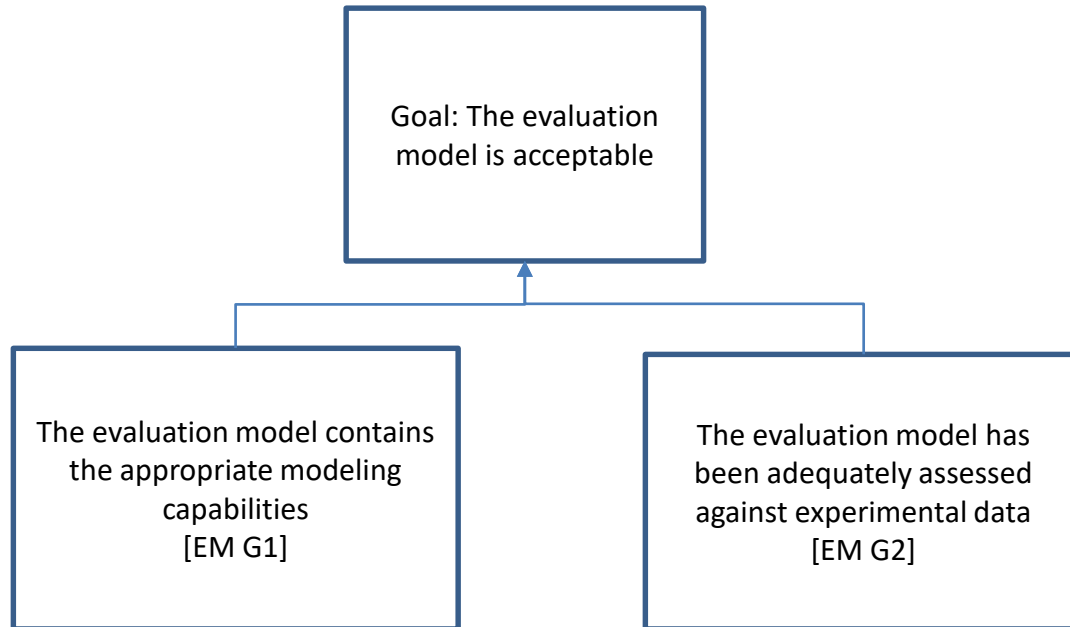 Goal: The evaluation
model is acceptable
The evaluation model contains
the appropriate modeling
capabilities
[EM G1]
The evaluation model has
been adequately assessed
against experimental data
[EM G2]